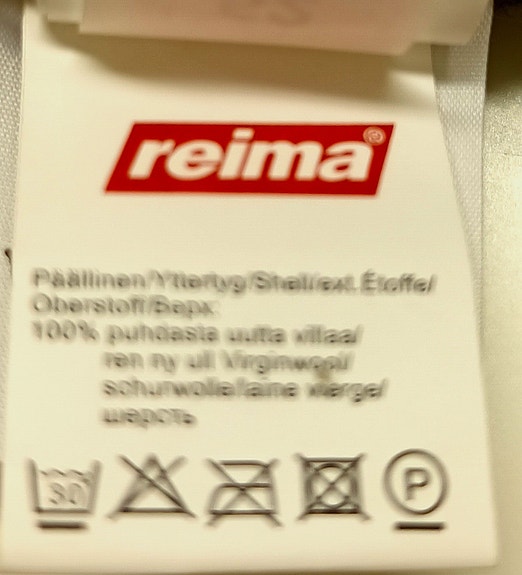 reima®
Päällinen/Yttertyg/Shell/ext.Étoffe/
Oberstoff/Верх:
100% puhdasta uutta villaa/
ren ny ull Virginwool/
schurwolle/laine vierge/
шерсть
30 P